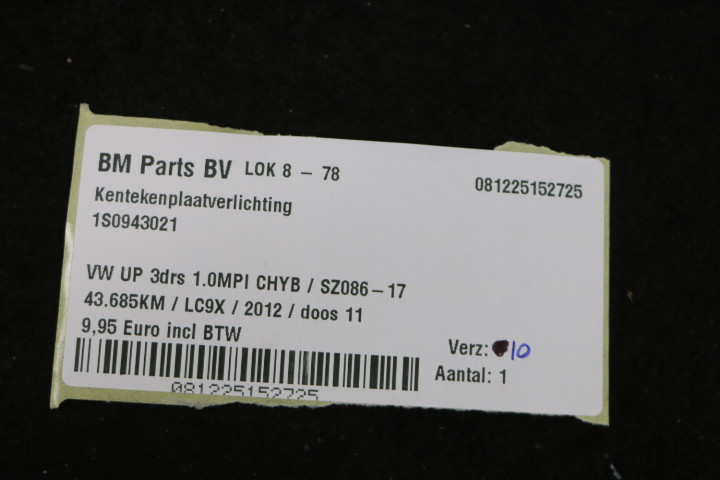 BM Parts BV LOK 8 - 78
081225152725
Kentekenplaatverlichting
1S0943021
VW UP 3drs 1.0MPI CHYB / SZ086-17
43.685KM / LC9X / 2012 / doos 11
9,95 Euro incl BTW
Verz: 10
Aantal: 1
081225152725